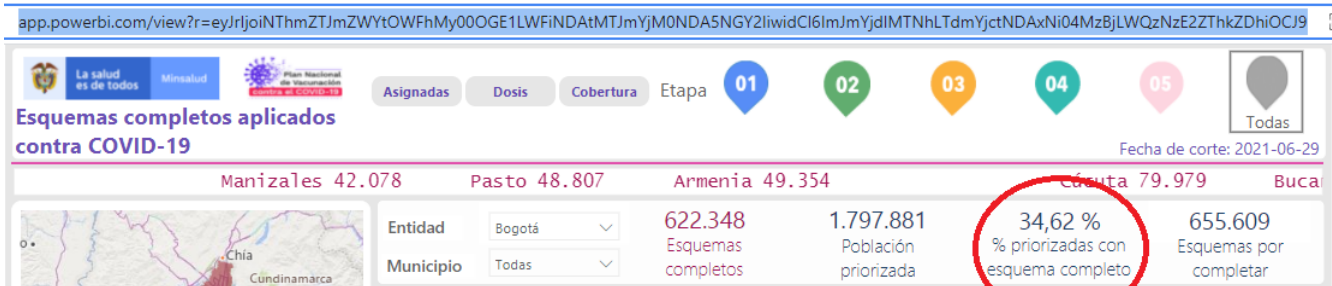 app.powerbi.com/view?r=eyJrIjoiNThmZTJmZWYtOWFhMy00OGE1LWFiNDAtMTJmYjM0NDA5NGY2IiwidCI6ImJmYjdlMTNhLTdmYjctNDAxNi04MzBjLWQzNzE2ZThkZDhiOCJ9
La salud
es de todos
Minsalud
Plan Nacional
de Vacunación
contra el COVID-19
Asignadas Dosis Cobertura Etapa 01 02 03 04 05
Todas
Esquemas completos aplicados
contra COVID-19
Fecha de corte: 2021-06-29
Manizales 42.078 Pasto 48.807 Armenia 49.354 Cúcuta 79.979 Bucar
Chía
Cundinamarca
Entidad Bogotá
Municipio Todas
622.348
Esquemas
completos
1.797.881
Población
priorizada
34,62 %
% priorizadas con
esquema completo
655.609
Esquemas por
completar